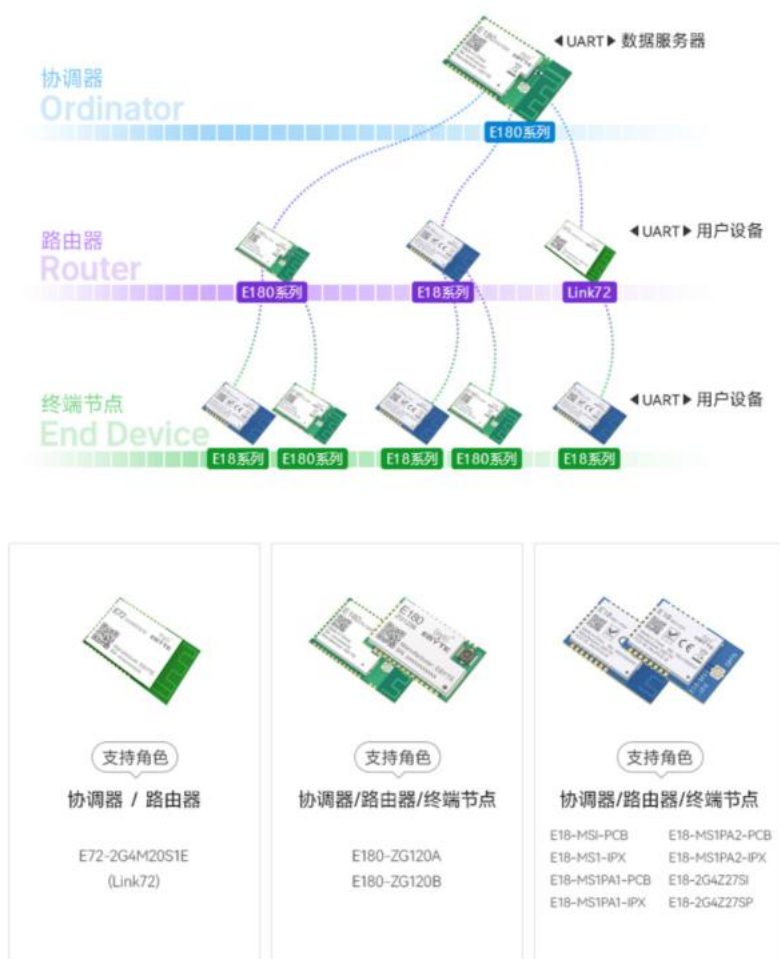 ◀UART▶ 数据服务器
协调器
Ordinator
E180系列
路由器
Router
◀UART▶ 用户设备
E180系列 E18系列 Link72
终端节点
End Device
◀UART▶ 用户设备
E18系列 E180系列 E18系列 E180系列 E18系列
支持角色
协调器 / 路由器
E72-2G4M20S1E
(Link72)
支持角色
协调器/路由器/终端节点
E180-ZG120A
E180-ZG120B
支持角色
协调器/路由器/终端节点
E18-MSI-PCB E18-MS1PA2-PCB
E18-MS1-IPX E18-MS1PA2-IPX
E18-MS1PA1-PCB E18-2G4Z27SI
E18-MS1PA1-IPX E18-2G4Z27SP